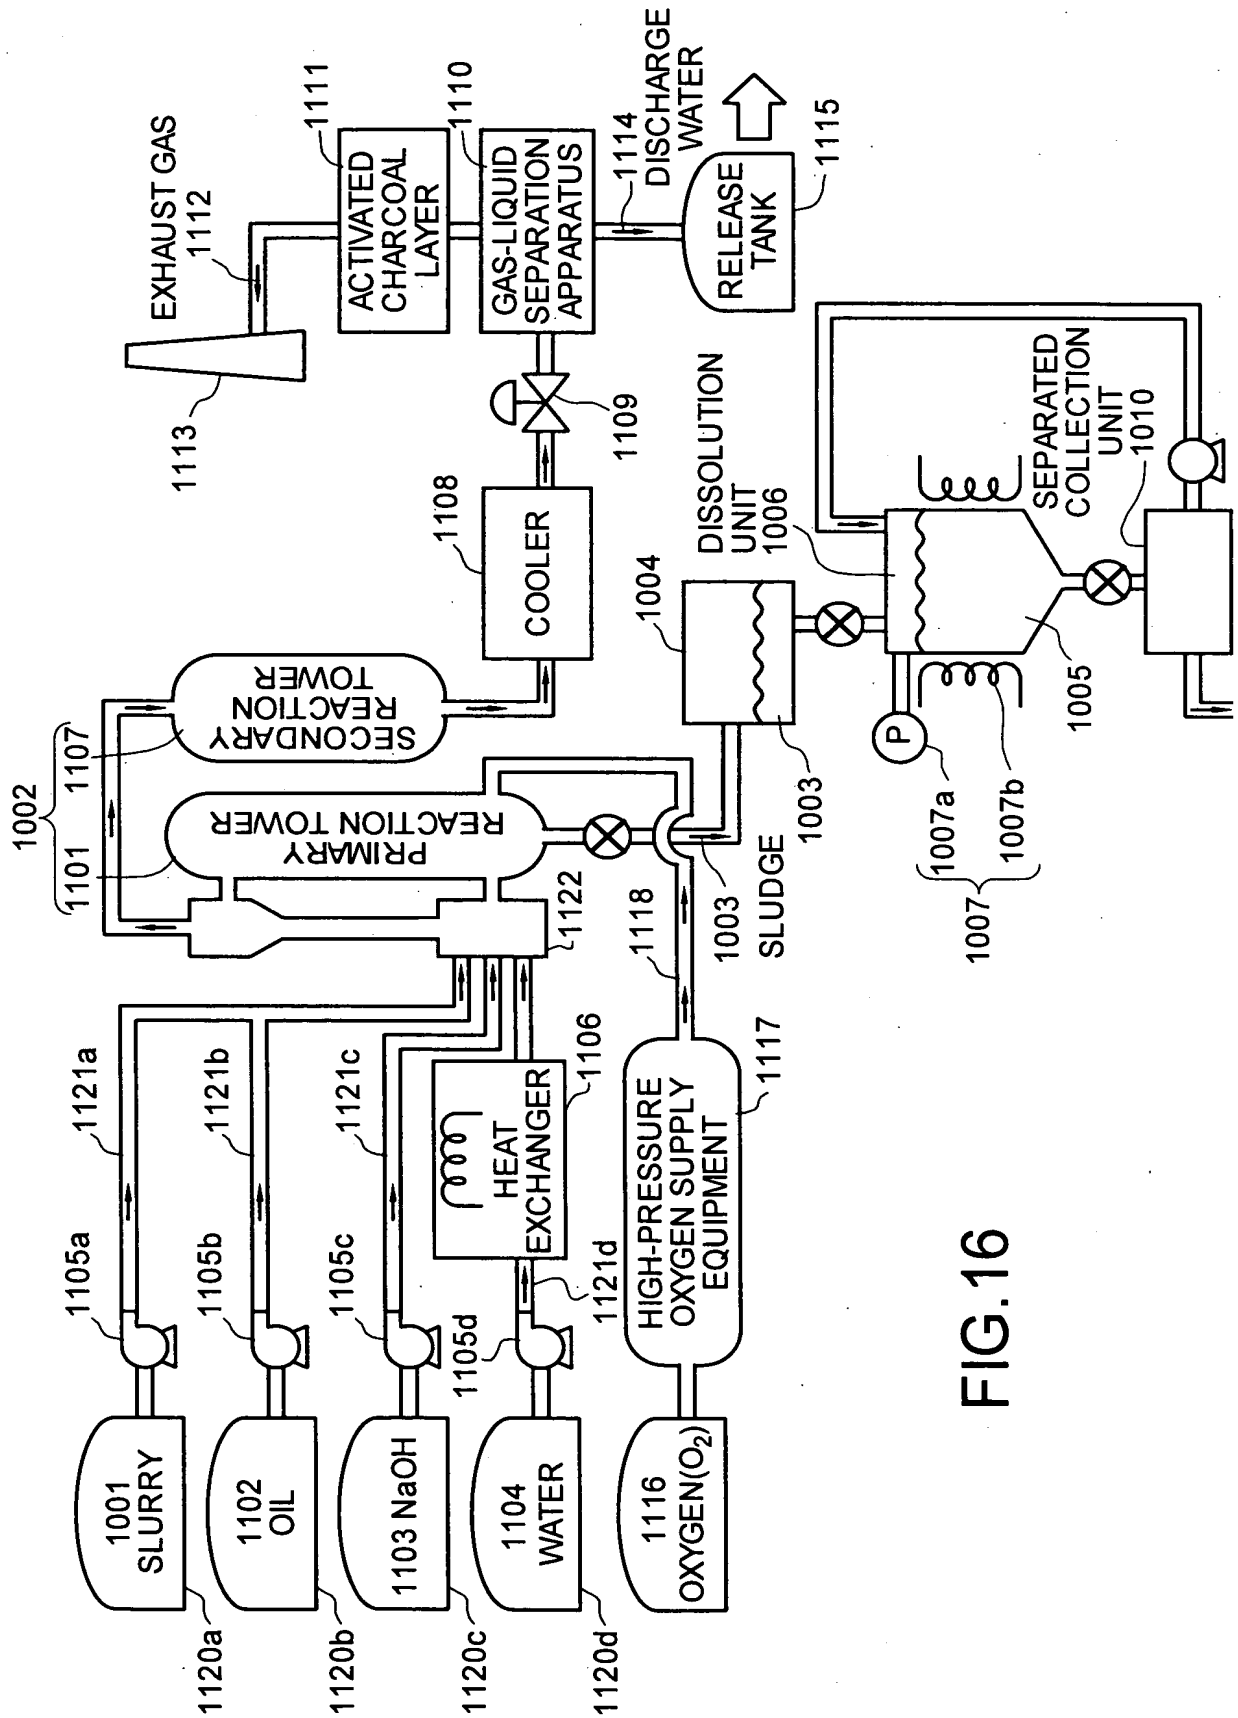 1002
1101
1107
1001
SLURRY
1120a
1105a
1121a
1102
OIL
1120b
1105b
1121b
1103 NaOH
1120c
1105c
1121c
1104
WATER
1120d
1105d
1121d
HEAT
EXCHANGER
1106
1116
OXYGEN(O2)
HIGH-PRESSURE
OXYGEN SUPPLY
EQUIPMENT
1117
1118
1122
PRIMARY
REACTION TOWER
SECONDARY
REACTION
TOWER
COOLER
1108
1109
EXHAUST GAS
1112
1113
ACTIVATED
CHARCOAL
LAYER
1111
GAS-LIQUID
SEPARATION
APPARATUS
1110
1114
DISCHARGE
WATER
RELEASE
TANK
1115
1003
SLUDGE
1004
1003
DISSOLUTION
UNIT
1006
P
1007a
1007b
1007
1005
SEPARATED
COLLECTION
UNIT
1010
FIG.16